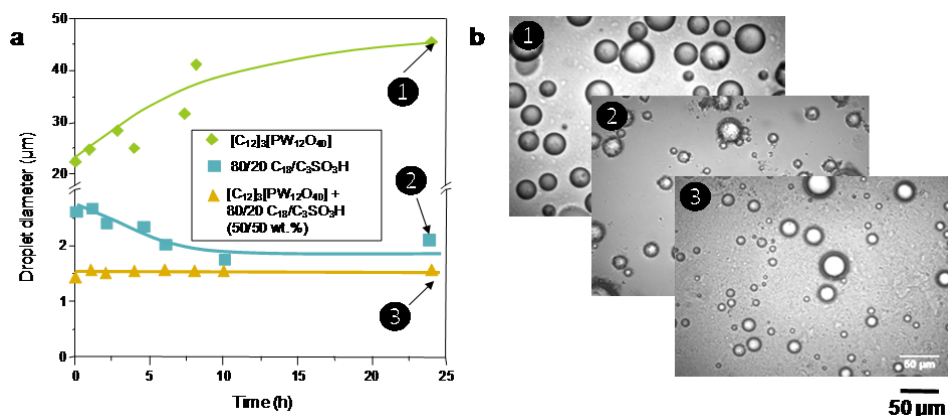 a
50
40
30
20
2
1
0
Droplet diameter (µm)
0
5
10
15
20
25
Time (h)
[C₁₂]₃[PW₁₂O₄₀]
80/20 C₁₈/C₃SO₃H
[C₁₂]₃[PW₁₂O₄₀] +
80/20 C₁₈/C₃SO₃H
(50/50 wt.%)
1
2
3
b
1
2
3
50 µm
50 µm